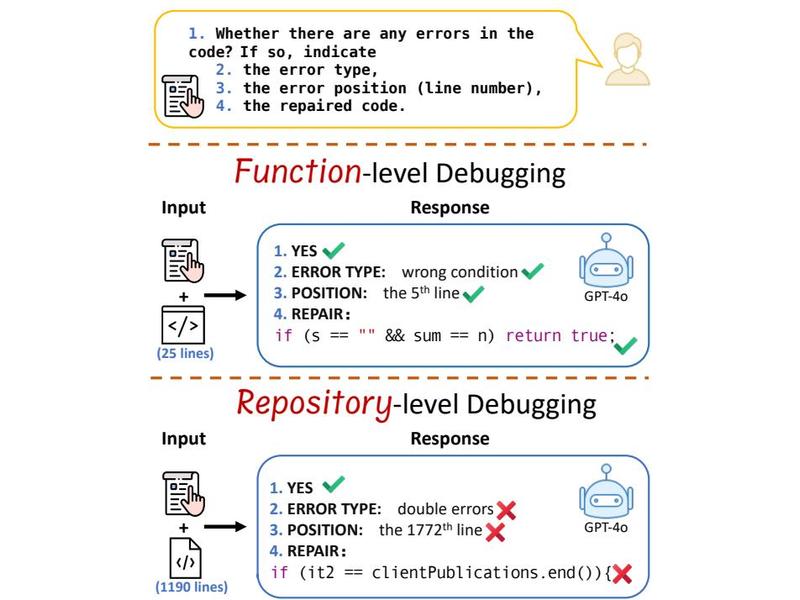 1. Whether there are any errors in the
code? If so, indicate
2. the error type,
3. the error position (line number),
4. the repaired code.
Function-level Debugging
Input
Response
1. YES
2. ERROR TYPE: wrong condition
3. POSITION: the 5th line
4. REPAIR:
if (s == "" && sum == n) return true;
GPT-4o
+
</>
(25 lines)
Repository-level Debugging
Input
Response
1. YES
2. ERROR TYPE: double errors
3. POSITION: the 1772th line
4. REPAIR:
if (it2 == clientPublications.end()){
GPT-4o
+
</>
(1190 lines)